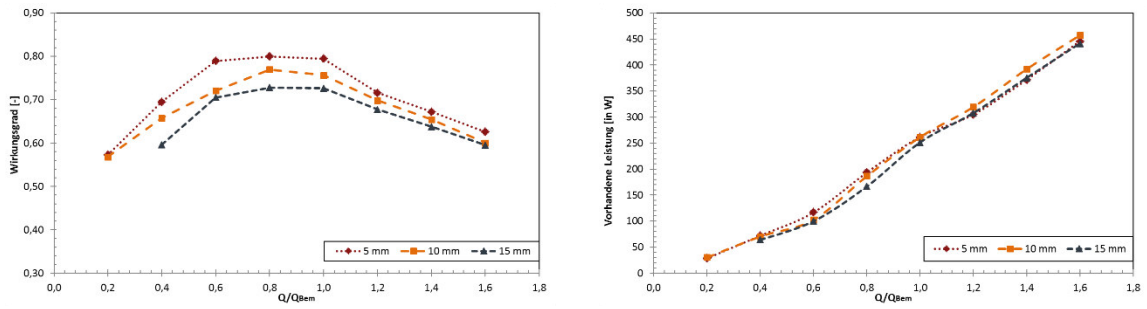 0,90
0,80
0,70
0,60
0,50
0,40
0,30
Wirkungsgrad [-]
0,0 0,2 0,4 0,6 0,8 1,0 1,2 1,4 1,6 1,8
Q/QBem
5 mm 10 mm 15 mm
500
450
400
350
300
250
200
150
100
50
0
Vorhandene Leistung [in W]
0,0 0,2 0,4 0,6 0,8 1,0 1,2 1,4 1,6 1,8
Q/QBem
5 mm 10 mm 15 mm